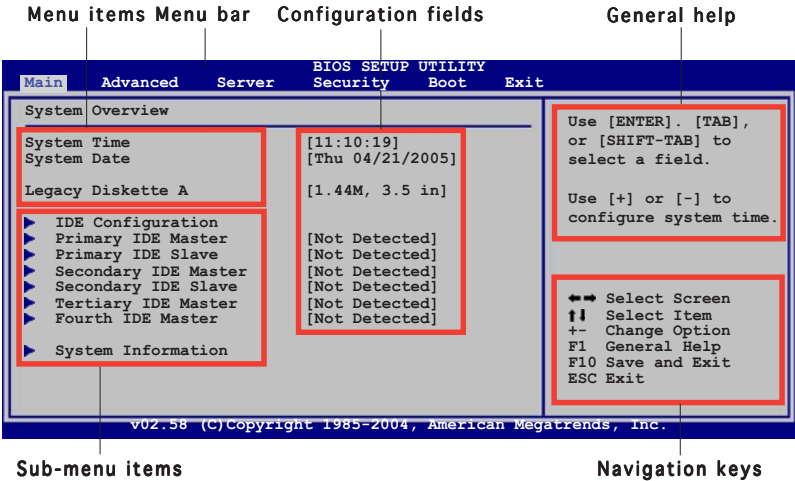 Menu items Menu bar Configuration fields General help
BIOS SETUP UTILITY
Main Advanced Server Security Boot Exit
System Overview
System Time [11:10:19]
System Date [Thu 04/21/2005]
Legacy Diskette A [1.44M, 3.5 in]
IDE Configuration
Primary IDE Master [Not Detected]
Primary IDE Slave [Not Detected]
Secondary IDE Master [Not Detected]
Secondary IDE Slave [Not Detected]
Tertiary IDE Master [Not Detected]
Fourth IDE Master [Not Detected]
System Information
Use [ENTER]. [TAB],
or [SHIFT-TAB] to
select a field.
Use [+] or [-] to
configure system time.
Select Screen
Select Item
+- Change Option
F1 General Help
F10 Save and Exit
ESC Exit
v02.58 (C)Copyright 1985-2004, American Megatrends, Inc.
Sub-menu items Navigation keys